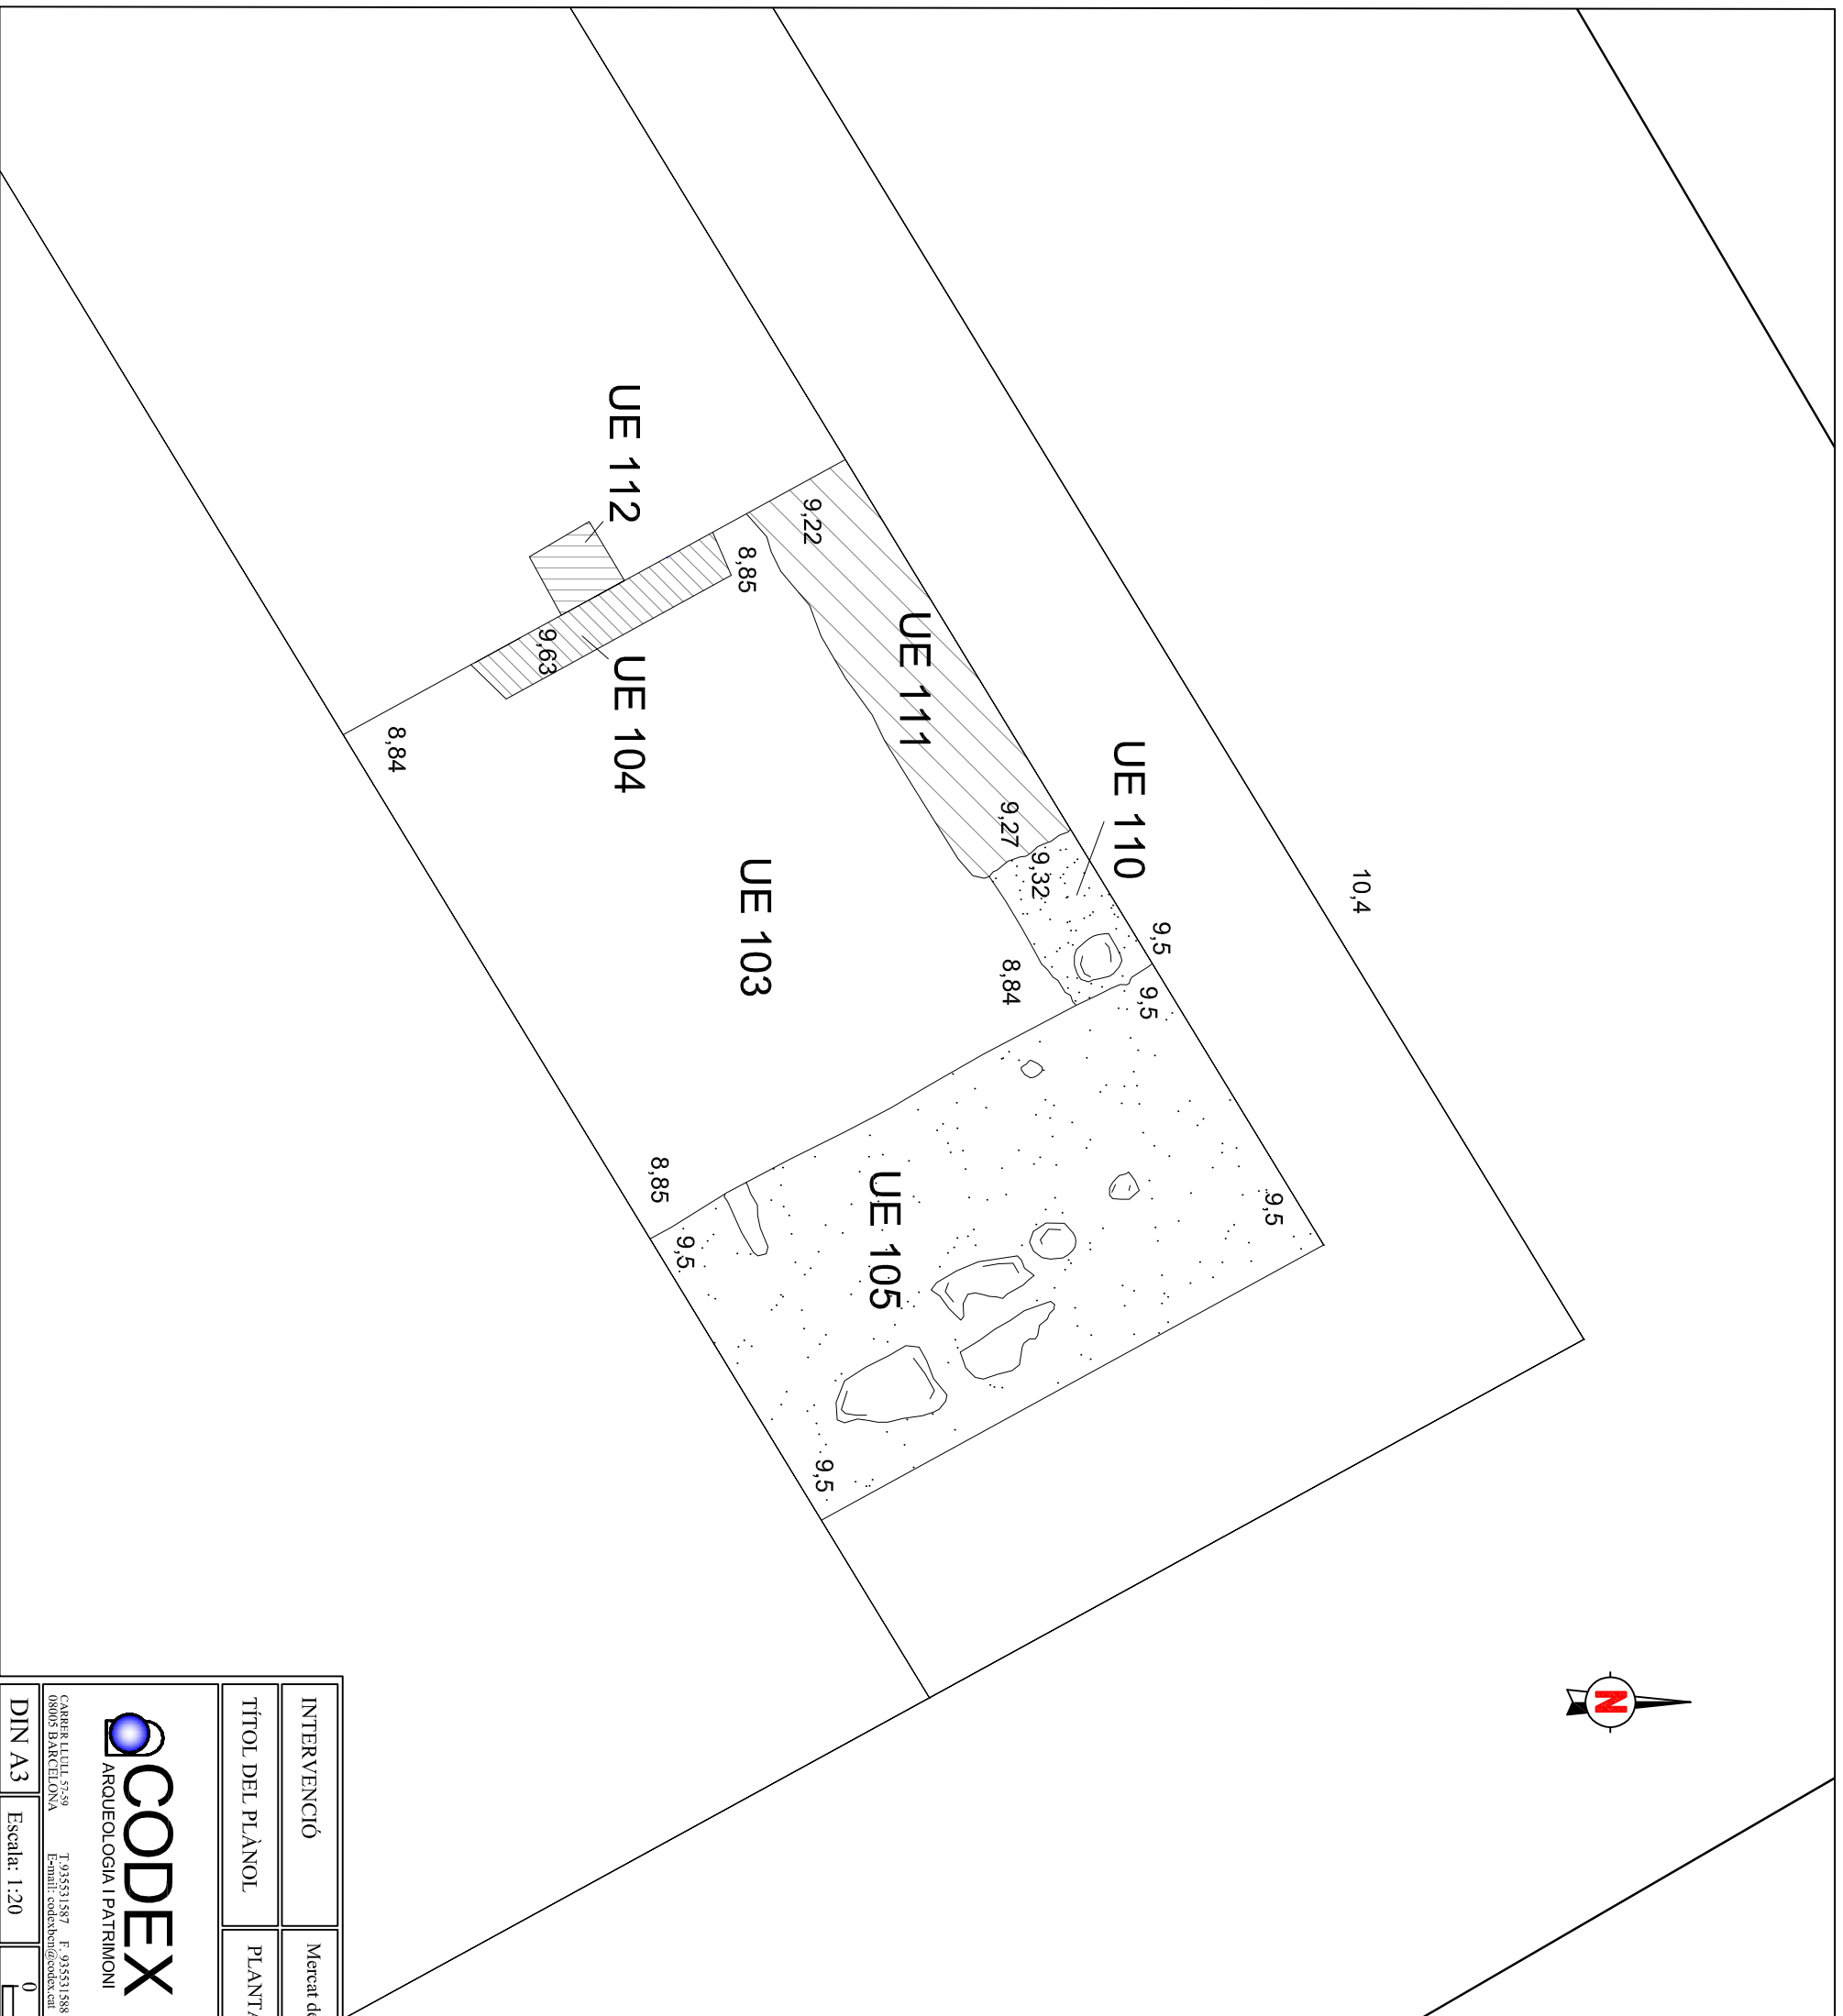 10,4
UE 110
9,5
9,5
9,32
9,27
8,84
9,5
UE 111
9,22
8,85
UE 112
9,63
UE 104
8,84
UE 103
UE 105
8,85
9,5
9,5
N
INTERVENCIÓ
Mercat de
TÍTOL DEL PLÀNOL
PLANTA
CODEX
ARQUEOLOGIA I PATRIMONI
CARRER LLULL 57-59 T.935531587 F. 935531588
08005 BARCELONA E-mail: codexbcn@codex.cat
DIN A3
Escala: 1:20
0